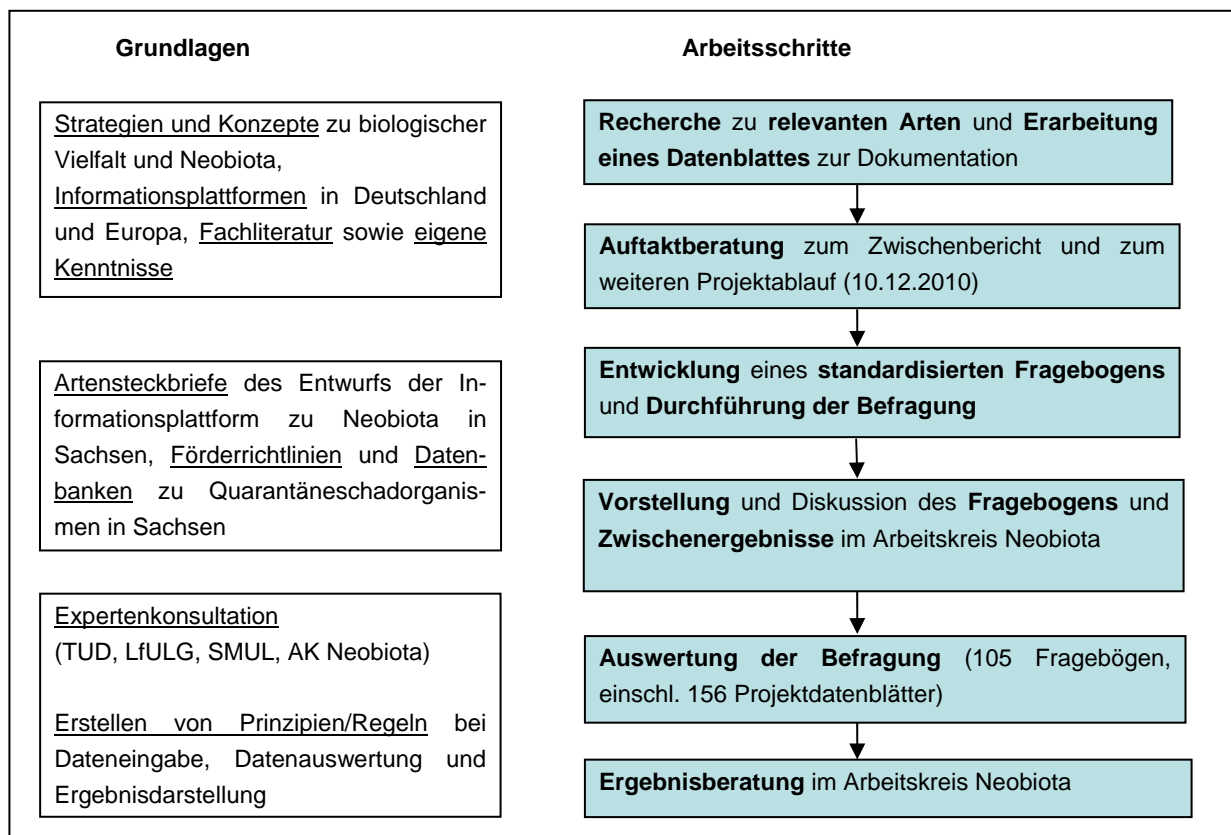 Grundlagen
Strategien und Konzepte zu biologischer
Vielfalt und Neobiota,
Informationsplattformen in Deutschland
und Europa, Fachliteratur sowie eigene
Kenntnisse
Artensteckbriefe des Entwurfs der In-
formationsplattform zu Neobiota in
Sachsen, Förderrichtlinien und Daten-
banken zu Quarantäneschadorganis-
men in Sachsen
Expertenkonsultation
(TUD, LfULG, SMUL, AK Neobiota)
Erstellen von Prinzipien/Regeln bei
Dateneingabe, Datenauswertung und
Ergebnisdarstellung
Arbeitsschritte
Recherche zu relevanten Arten und Erarbeitung
eines Datenblattes zur Dokumentation
Auftaktberatung zum Zwischenbericht und zum
weiteren Projektablauf (10.12.2010)
Entwicklung eines standardisierten Fragebogens
und Durchführung der Befragung
Vorstellung und Diskussion des Fragebogens und
Zwischenergebnisse im Arbeitskreis Neobiota
Auswertung der Befragung (105 Fragebögen,
einschl. 156 Projektdatenblätter)
Ergebnisberatung im Arbeitskreis Neobiota